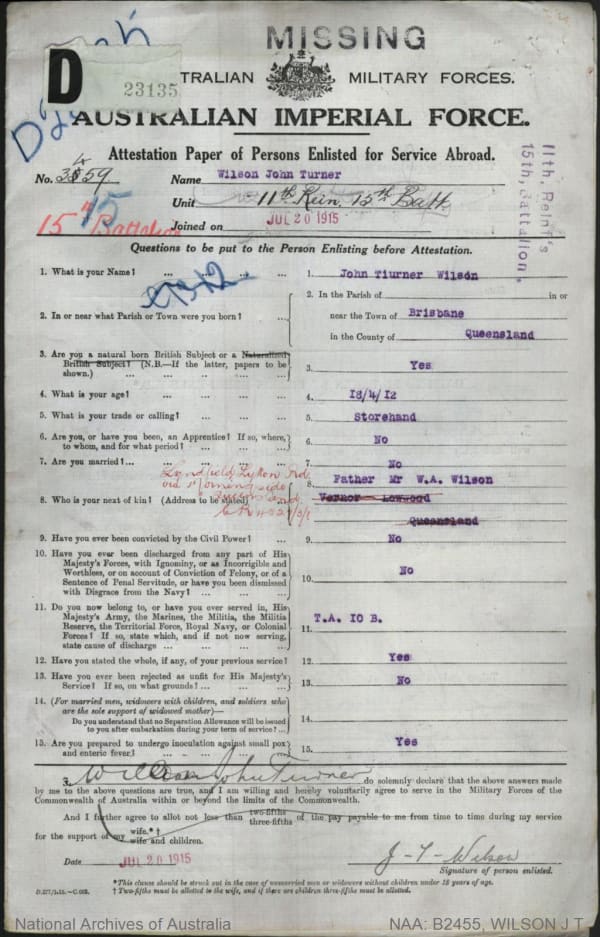 MISSING
D
23135
TRALIAN MILITARY FORCES.
AUSTRALIAN IMPERIAL FORCE.
Attestation Paper of Persons Enlisted for Service Abroad.
No. Name Wilson John Turner
Unit 11th Rein. 15th Batt
15 Battalion
Joined on JUL 20 1915
11th, Reinf's
15th, Battalion.
Questions to be put to the Person Enlisting before Attestation.
1. What is your Name? ... ... ... ... 1. John Tiurner Wilson
2. In or near what Parish or Town were you born? ... 2. In the Parish of in or
near the Town of Brisbane
in the County of Queensland
3. Are you a natural born British Subject or a Naturalised
British Subject? (N.B.—If the latter, papers to be
shown.) ... ... ... ... 3. Yes
4. What is your age? ... ... ... ... 4. 18/4/12
5. What is your trade or calling? ... ... ... 5. Storehand
6. Are you, or have you been, an Apprentice? If so, where,
to whom, and for what period? ... ... ... 6. No
7. Are you married?... ... ... ... ... 7. No
8. Who is your next of kin? (Address to be stated) 8. Father Mr W.A. Wilson
Vernor Lowood
Queensland
Lyndfield Lytton Rd
via Morningside
Queensland
9. Have you ever been convicted by the Civil Power? ... 9. No
10. Have you ever been discharged from any part of His
Majesty's Forces, with Ignominy, or as Incorrigible and
Worthless, or on account of Conviction of Felony, or of a
Sentence of Penal Servitude, or have you been dismissed
with Disgrace from the Navy? ... ... ... 10. No
11. Do you now belong to, or have you ever served in, His
Majesty's Army, the Marines, the Militia, the Militia
Reserve, the Territorial Force, Royal Navy, or Colonial
Forces? If so, state which, and if not now serving,
state cause of discharge ... ... ... 11. T.A. IO B.
12. Have you stated the whole, if any, of your previous service? 12. Yes
13. Have you ever been rejected as unfit for His Majesty's
Service? If so, on what grounds? ... ... ... 13. No
14. (For married men, widowers with children, and soldiers who
are the sole support of widowed mother)—
Do you understand that no Separation Allowance will be issued
to you after embarkation during your term of service? ... 14.
15. Are you prepared to undergo inoculation against small pox
and enteric fever? ... ... ... ... 15. Yes
John Turner do solemnly declare that the above answers made
by me to the above questions are true, and I am willing and hereby voluntarily agree to serve in the Military Forces of the
Commonwealth of Australia within or beyond the limits of the Commonwealth.
And I further agree to allot not less than two-fifths three-fifths of the pay payable to me from time to time during my service
for the support of my wife.*† wife and children.
Date JUL 20 1915 J-T-Wilson
Signature of person enlisted.
*This clause should be struck out in the case of unmarried men or widowers without children under 18 years of age.
† Two-fifths must be allotted to the wife, and if there are children three-fifths must be allotted.
National Archives of Australia NAA: B2455, WILSON J T